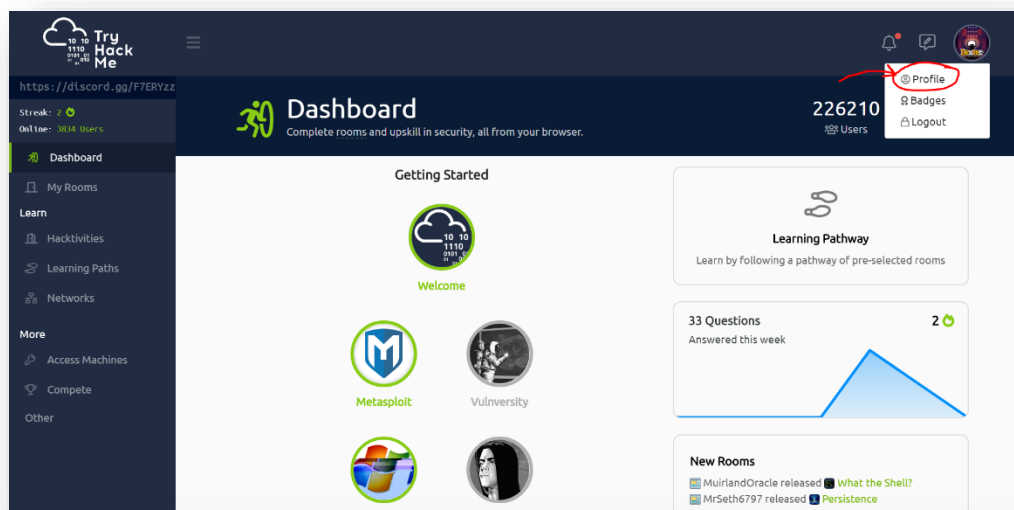 Try
Hack
Me
https://discord.gg/F7ERYzz
Streak: 2
Online: 3834 Users
Dashboard
My Rooms
Learn
Hacktivities
Learning Paths
Networks
More
Access Machines
Compete
Other
Dashboard
Complete rooms and upskill in security, all from your browser.
226210
Users
Profile
Badges
Logout
Getting Started
Welcome
Metasploit
Vulnversity
Learning Pathway
Learn by following a pathway of pre-selected rooms
33 Questions
2
Answered this week
New Rooms
MuirlandOracle released What the Shell?
MrSeth6797 released Persistence